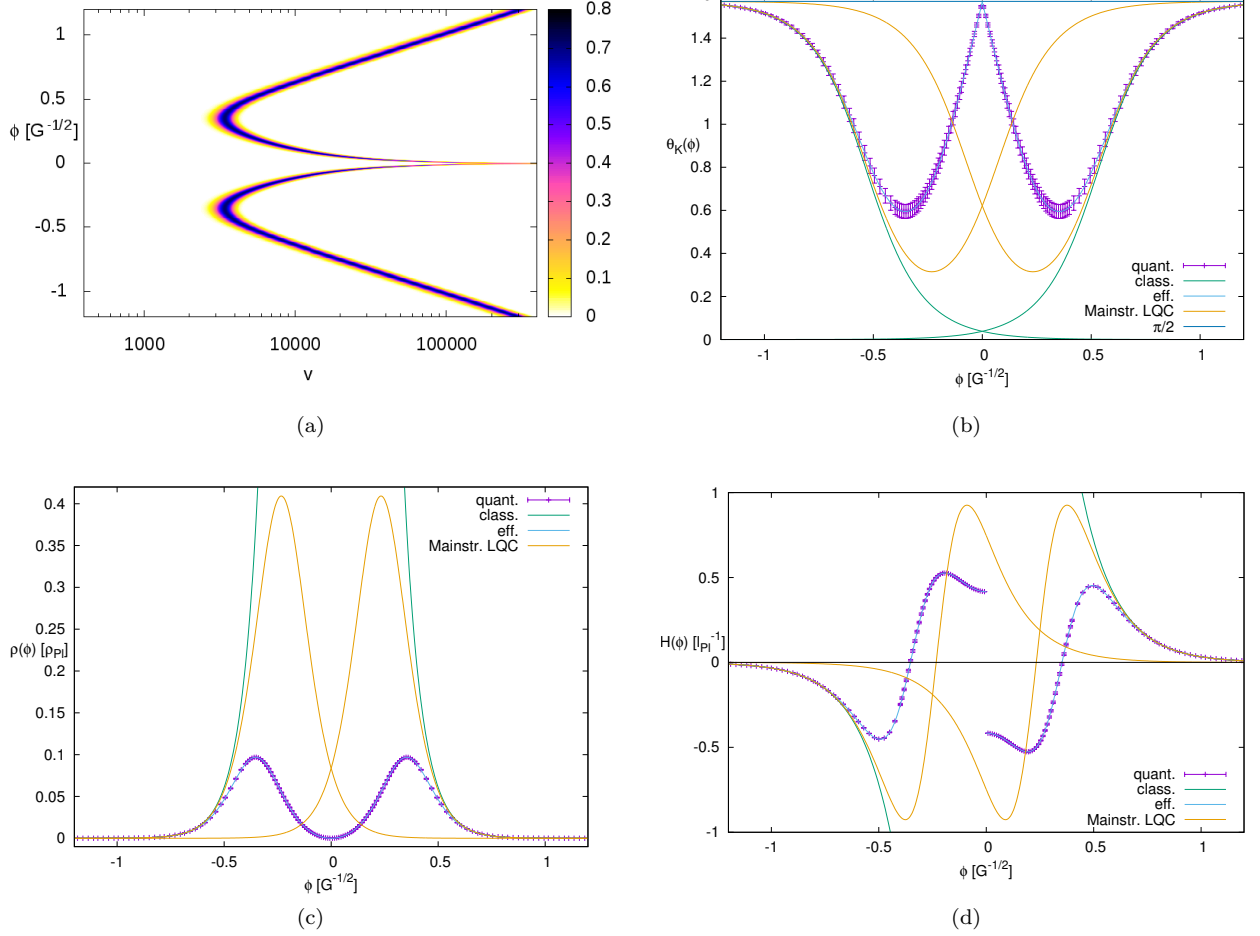 1
0.5
φ [G⁻¹/²]
0
-0.5
-1
1000
10000
100000
v
0.8
0.7
0.6
0.5
0.4
0.3
0.2
0.1
0
(a)
1.4
1.2
1
θ_K(φ)
0.8
0.6
0.4
0.2
0
-1
-0.5
0
0.5
1
φ [G⁻¹/²]
quant.
class.
eff.
Mainstr. LQC
π/2
(b)
0.4
0.35
0.3
0.25
ρ(φ) [ρ_Pl]
0.2
0.15
0.1
0.05
0
-1
-0.5
0
0.5
1
φ [G⁻¹/²]
quant.
class.
eff.
Mainstr. LQC
(c)
1
0.5
H(φ) [l_Pl⁻¹]
0
-0.5
-1
-1
-0.5
0
0.5
1
φ [G⁻¹/²]
quant.
class.
eff.
Mainstr. LQC
(d)